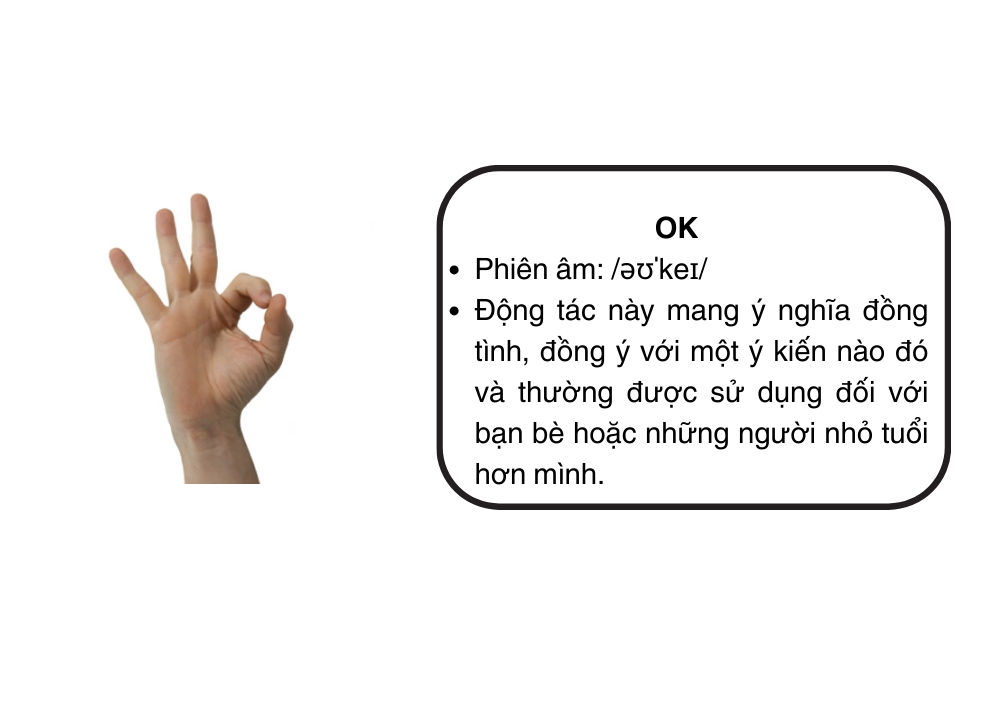 OK
• Phiên âm: /əʊˈkeɪ/
• Động tác này mang ý nghĩa đồng
tình, đồng ý với một ý kiến nào đó
và thường được sử dụng đối với
bạn bè hoặc những người nhỏ tuổi
hơn mình.